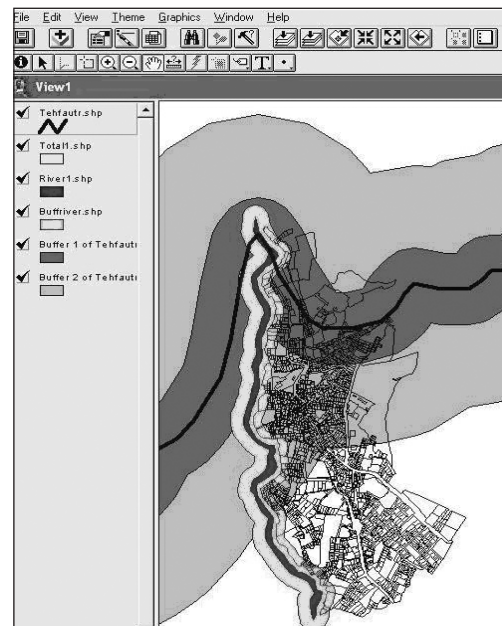 File Edit View Theme Graphics Window Help
View1
Tehfautr.shp
Total1.shp
River1.shp
Buffriver.shp
Buffer 1 of Tehfautr
Buffer 2 of Tehfautr